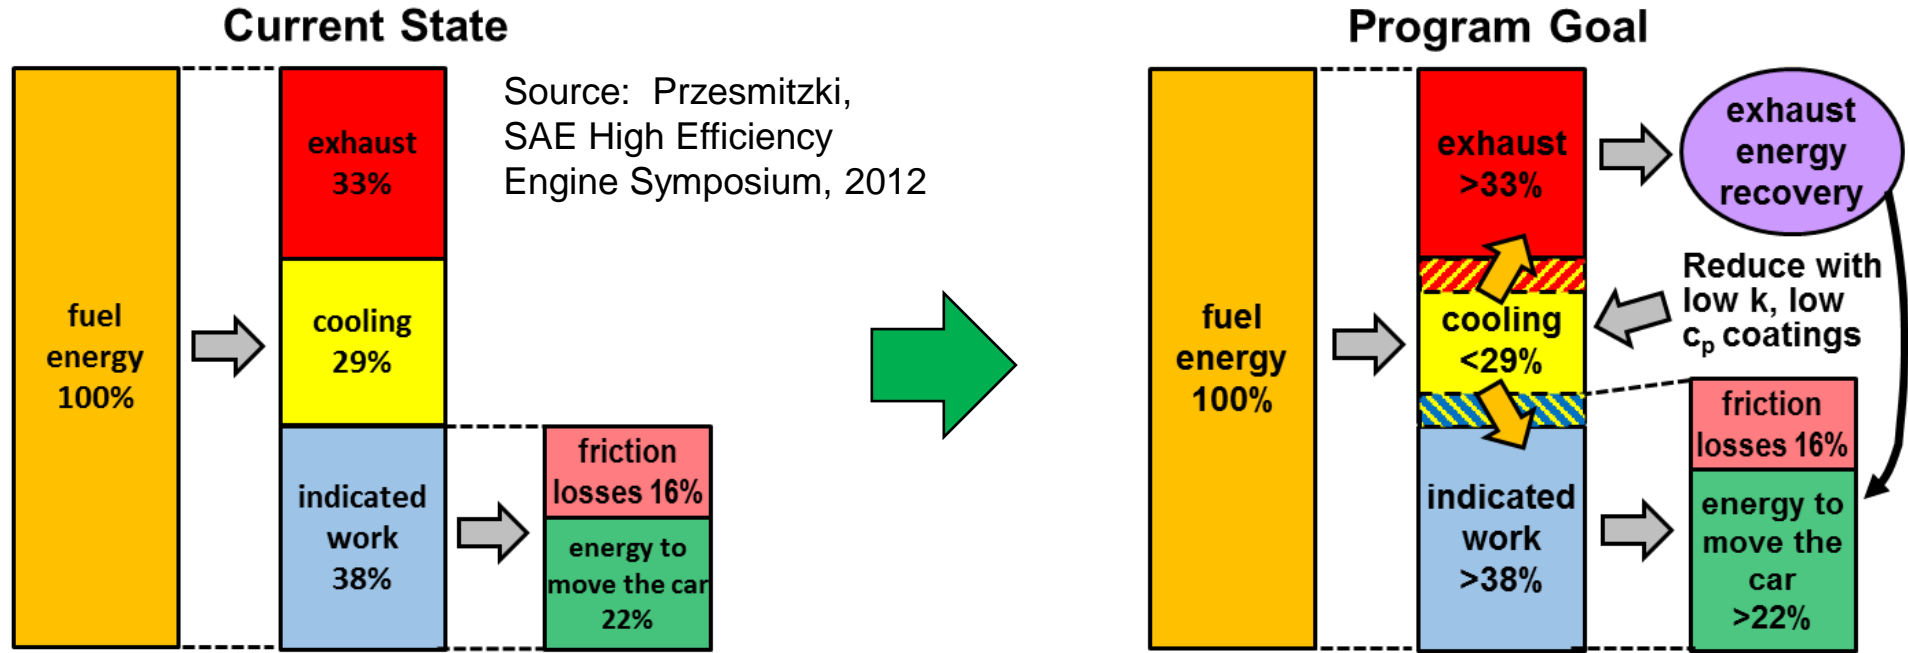 Current State
Program Goal
fuel
energy
100%
exhaust
33%
cooling
29%
indicated
work
38%
friction
losses 16%
energy to
move the car
22%
Source:  Przesmitzki,
SAE High Efficiency
Engine Symposium, 2012
fuel
energy
100%
exhaust
>33%
cooling
<29%
indicated
work
>38%
exhaust
energy
recovery
Reduce with
low k, low
cp coatings
friction
losses 16%
energy to
move the
car
>22%